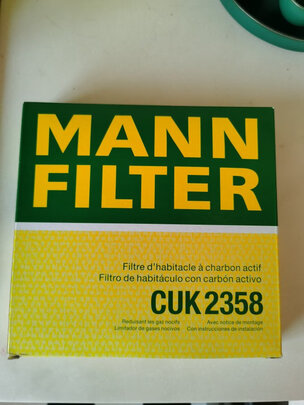 MANN
FILTER
Filtre d'habitacle à charbon actif
Filtro de habitáculo con carbón activo
CUK 2358
Réduisant les gaz nocifs
Limitador de gases nocivos
Avec notice de montage
Con instrucciones de instalación